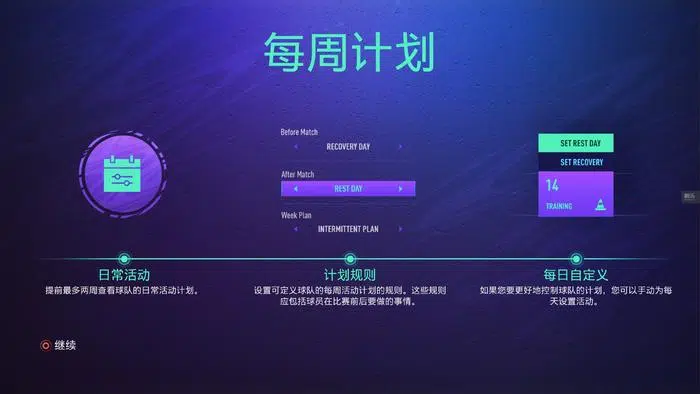 每周计划
Before Match
RECOVERY DAY
After Match
REST DAY
Week Plan
INTERMITTENT PLAN
SET REST DAY
SET RECOVERY
14
TRAINING
日常活动
提前最多两周查看球队的日常活动计划。
计划规则
设置可定义球队的每周活动计划的规则。这些规则
应包括球员在比赛前后要做的事情。
每日自定义
如果您要更好地控制球队的计划，您可以手动为每
天设置活动。
继续